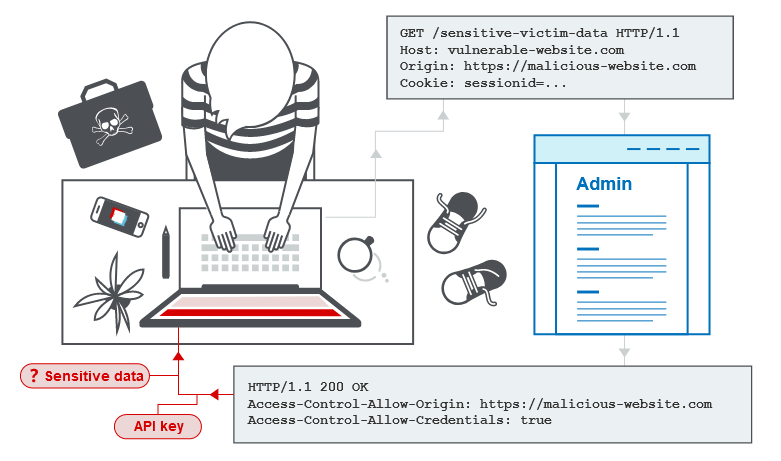 GET /sensitive-victim-data HTTP/1.1
Host: vulnerable-website.com
Origin: https://malicious-website.com
Cookie: sessionid=...
Admin
? Sensitive data
API key
HTTP/1.1 200 OK
Access-Control-Allow-Origin: https://malicious-website.com
Access-Control-Allow-Credentials: true